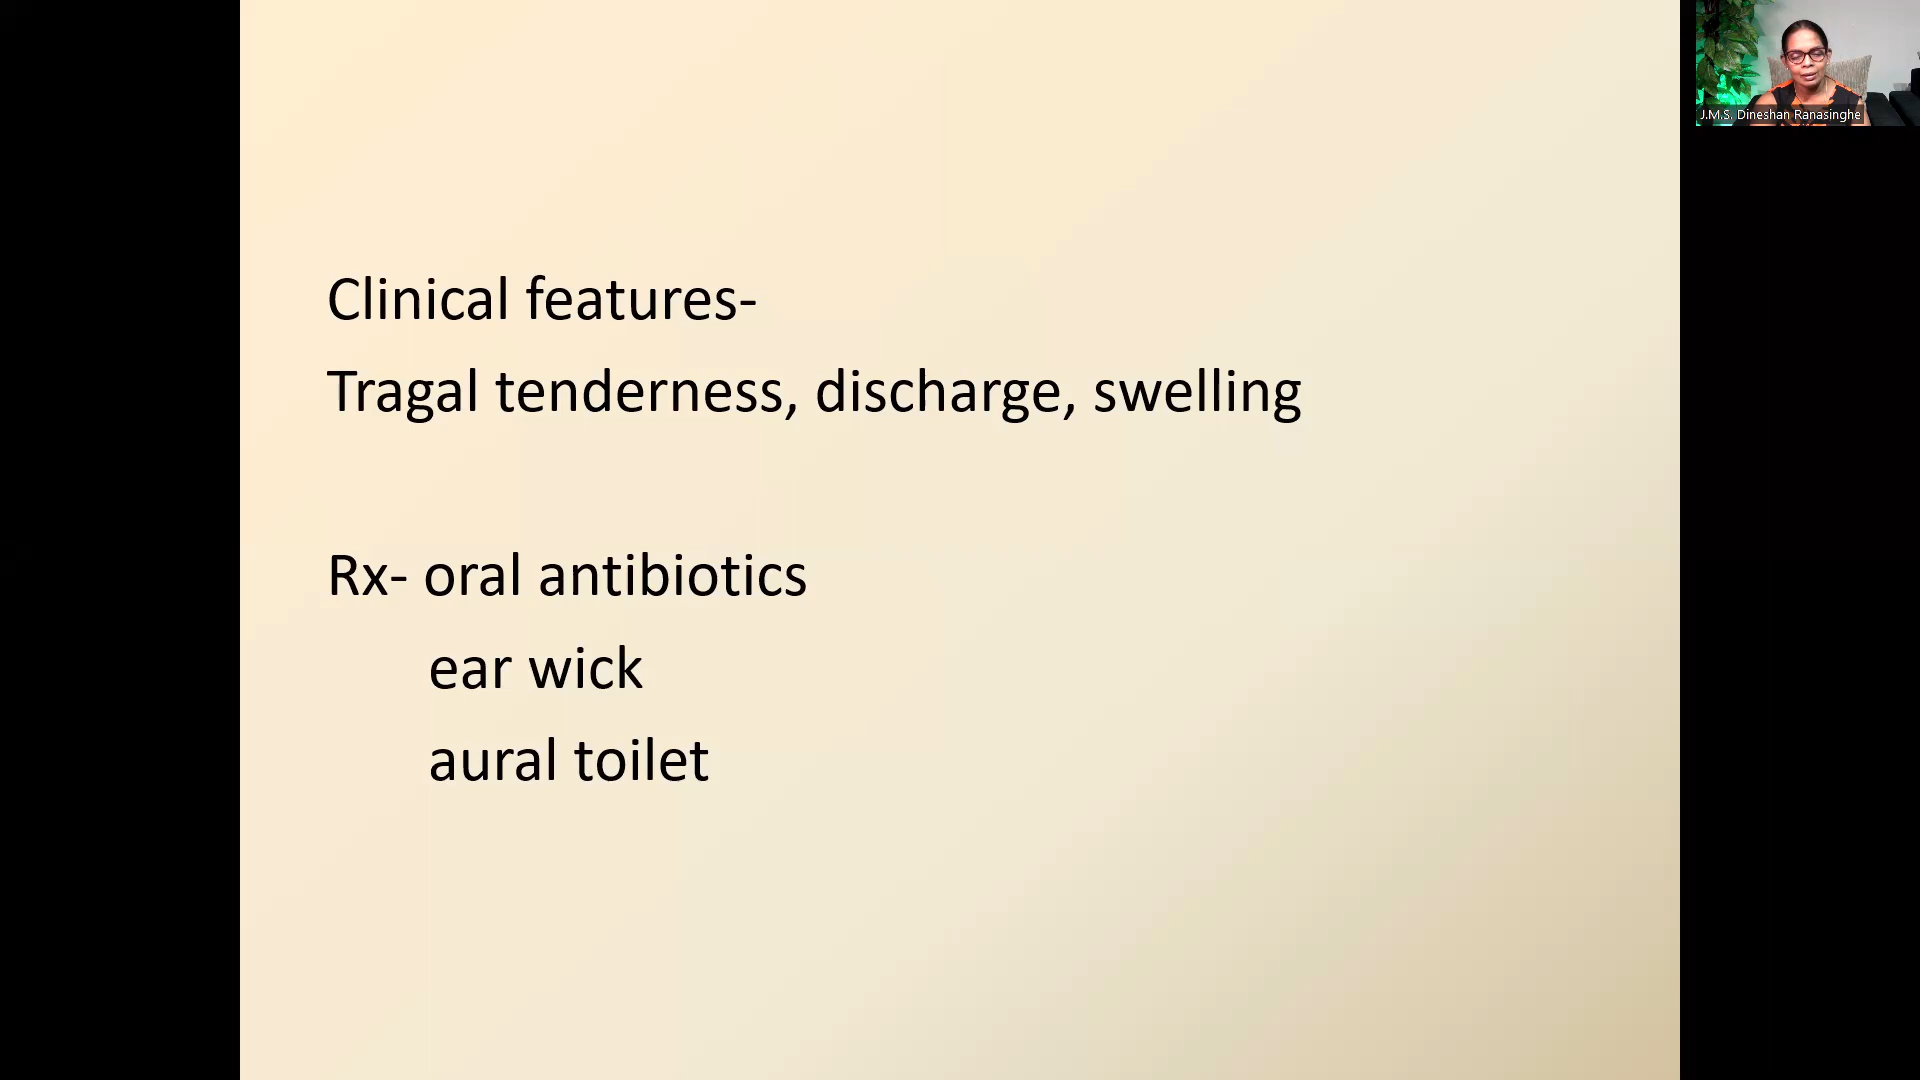 Clinical features-
Tragal tenderness, discharge, swelling
Rx- oral antibiotics
ear wick
aural toilet
J.M.S. Dineshan Ranasinghe